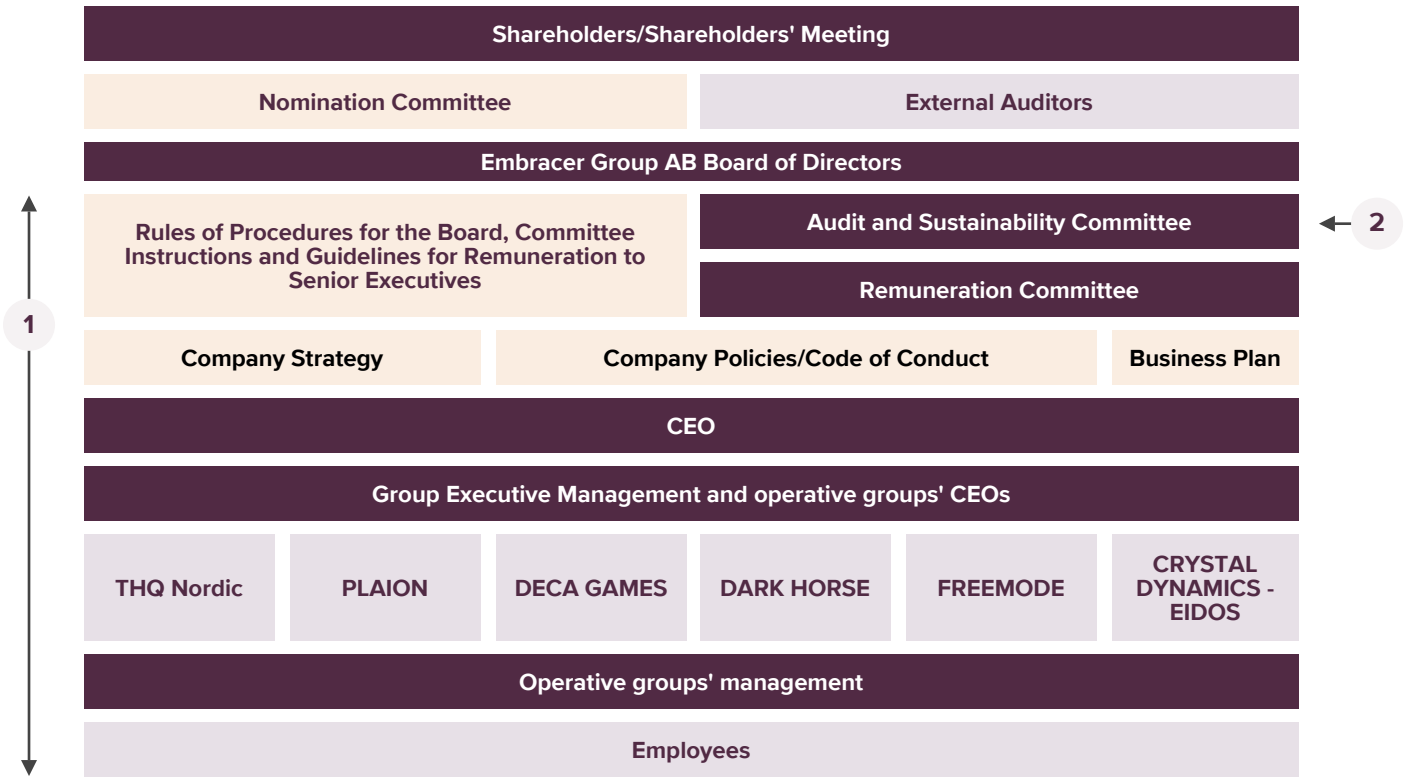 Shareholders/Shareholders' Meeting
Nomination Committee
External Auditors
Embracer Group AB Board of Directors
Rules of Procedures for the Board, Committee
Instructions and Guidelines for Remuneration to
Senior Executives
Audit and Sustainability Committee
2
Remuneration Committee
1
Company Strategy
Company Policies/Code of Conduct
Business Plan
CEO
Group Executive Management and operative groups' CEOs
THQ Nordic
PLAION
DECA GAMES
DARK HORSE
FREEMODE
CRYSTAL
DYNAMICS -
EIDOS
Operative groups' management
Employees